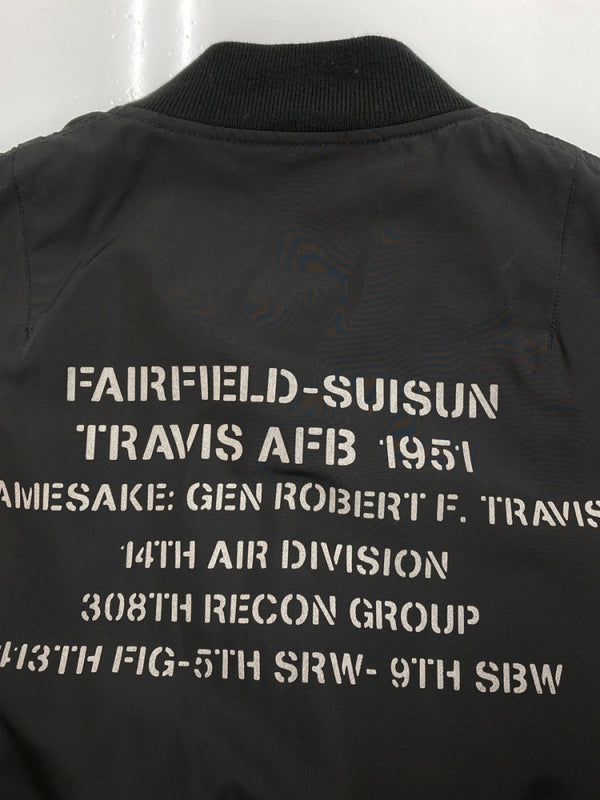 FAIRFIELD-SUISUN
TRAVIS AFB 1951
AMESAKE: GEN ROBERT F. TRAVIS
14TH AIR DIVISION
308TH RECON GROUP
413TH FIG-5TH SRW- 9TH SBW